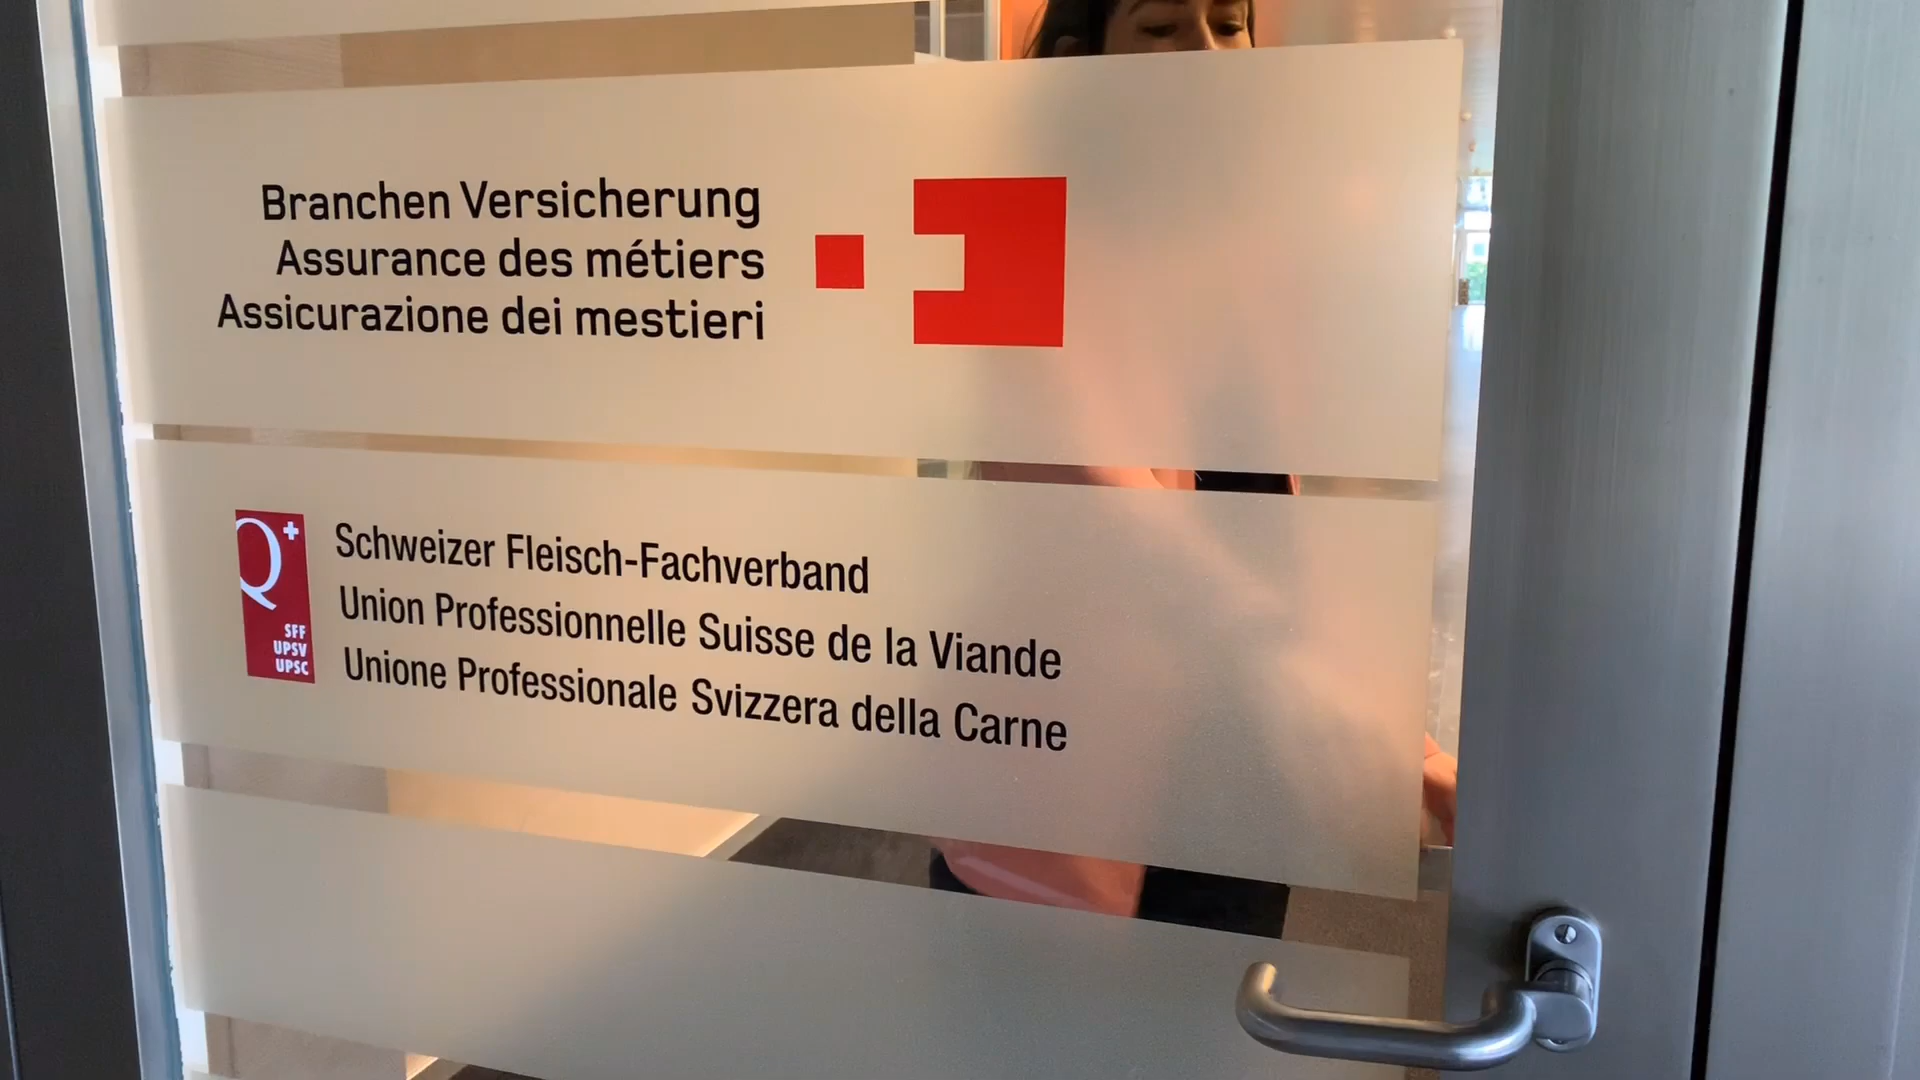 Branchen Versicherung
Assurance des métiers
Assicurazione dei mestieri
Q+
SFF
UPSV
UPSC
Schweizer Fleisch-Fachverband
Union Professionnelle Suisse de la Viande
Unione Professionale Svizzera della Carne